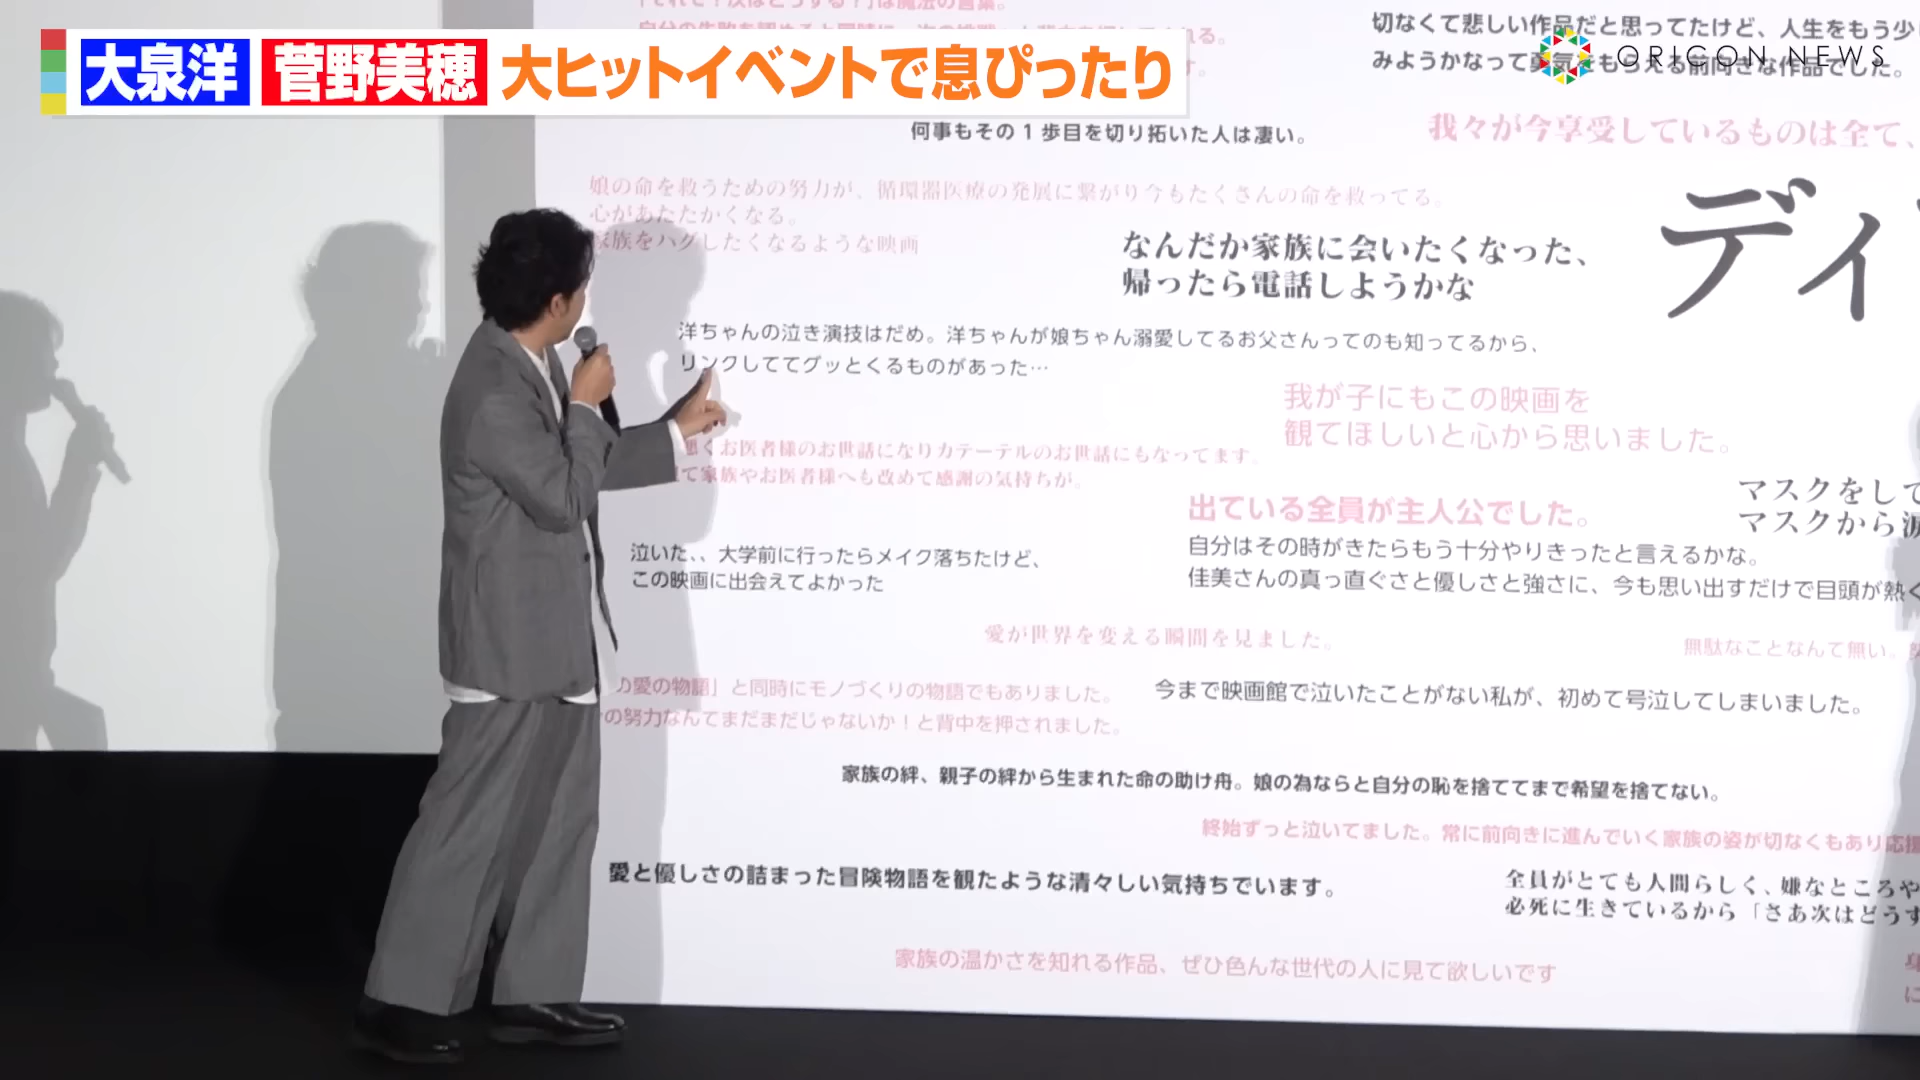 大泉洋 菅野美穂 大ヒットイベントで息ぴったり
ORICON NEWS
切なくて悲しい作品だと思ってたけど、人生をもう少し
みようかなって勇気をもらえる前向きな作品でした。
何事もその1歩目を切り拓いた人は凄い。
我々が今享受しているものは全て、
娘の命を救うための努力が、循環器医療の発展に繋がり今もたくさんの命を救ってる。
心があたたかくなる。
家族をハグしたくなるような映画
なんだか家族に会いたくなった、
帰ったら電話しようかな
ディ
洋ちゃんの泣き演技はだめ。洋ちゃんが娘ちゃん溺愛してるお父さんってのも知ってるから、
リンクしててグッとくるものがあった…
我が子にもこの映画を
観てほしいと心から思いました。
悪くお医者様のお世話になりカテーテルのお世話にもなってます。
て家族やお医者様へも改めて感謝の気持ちが。
マスクをして
マスクから
出ている全員が主人公でした。
自分はその時がきたらもう十分やりきったと言えるかな。
佳美さんの真っ直ぐさと優しさと強さに、今も思い出すだけで目頭が熱く
泣いた、、大学前に行ったらメイク落ちたけど、
この映画に出会えてよかった
愛が世界を変える瞬間を見ました。
無駄なことなんて無い。
の愛の物語」と同時にモノづくりの物語でもありました。
の努力なんてまだまだじゃないか！と背中を押されました。
今まで映画館で泣いたことがない私が、初めて号泣してしまいました。
家族の絆、親子の絆から生まれた命の助け舟。娘の為ならと自分の恥を捨ててまで希望を捨てない。
終始ずっと泣いてました。常に前向きに進んでいく家族の姿が切なくもあり応援
愛と優しさの詰まった冒険物語を観たような清々しい気持ちでいます。
全員がとても人間らしく、嫌なところや
必死に生きているから「さあ次はどうす
家族の温かさを知れる作品、ぜひ色んな世代の人に見て欲しいです